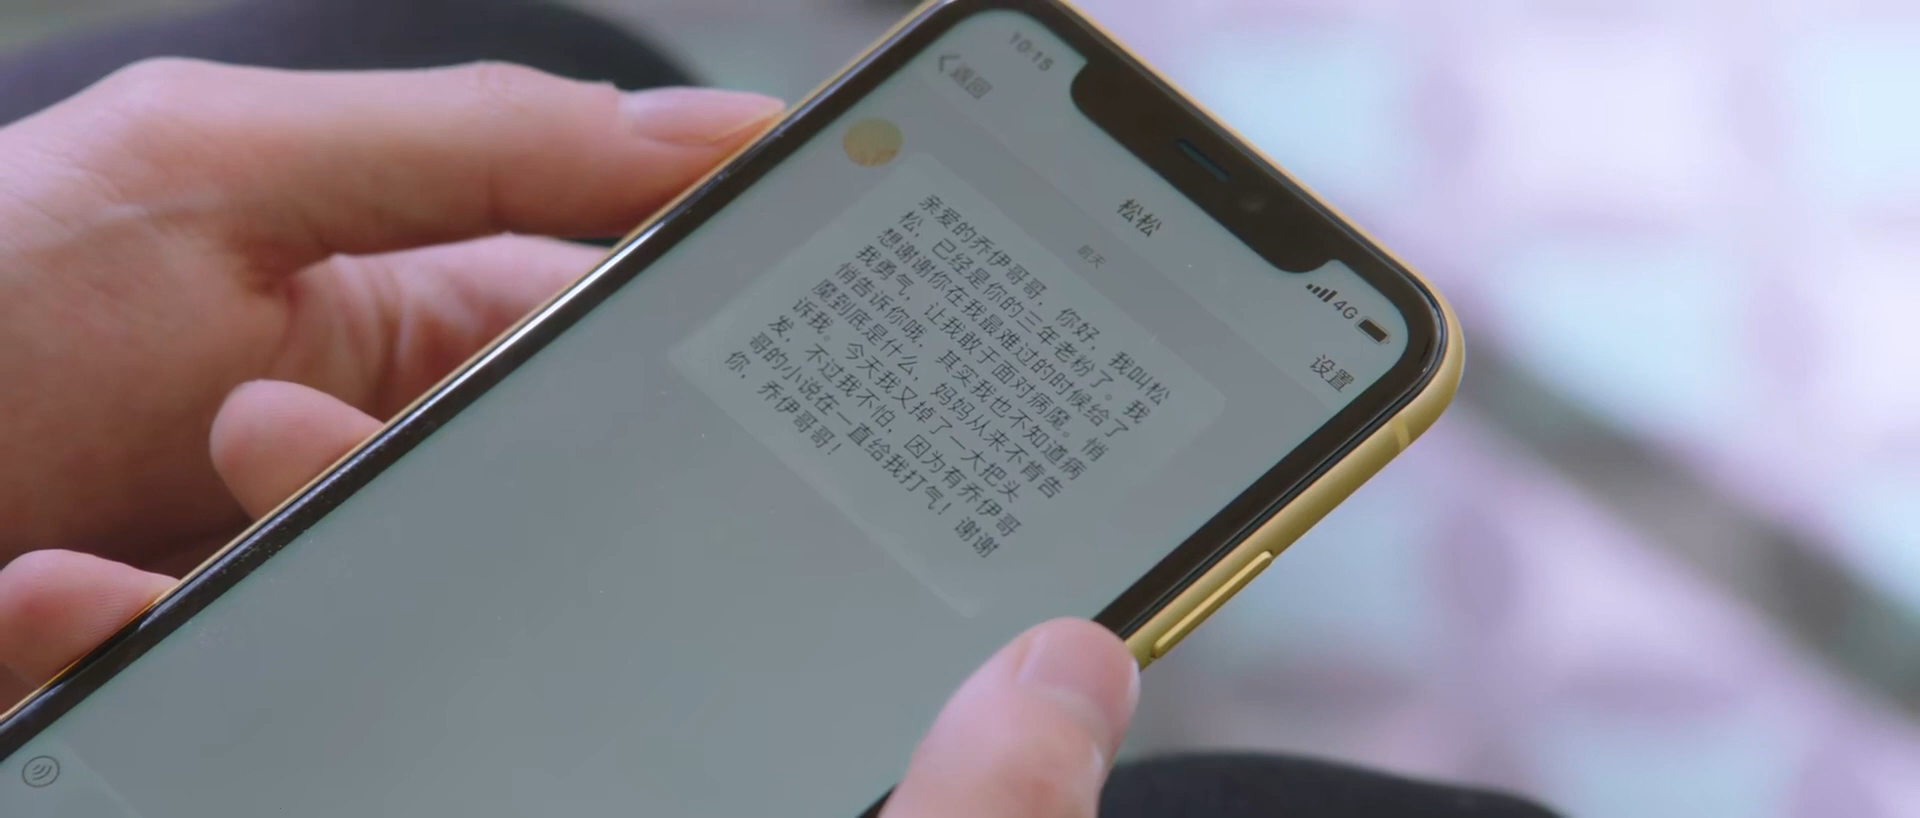 10:15
4G
返回
松松
设置
前天
亲爱的乔伊哥哥，你好，我叫松
松，已经是你的三年老粉了。我
想谢谢你在我最难过的时候给了
我勇气，让我敢于面对病魔。悄
悄告诉你哦，其实我也不知道病
魔到底是什么，妈妈从来不肯告
诉我。今天我又掉了一大把头
发，不过我不怕，因为有乔伊哥
哥的小说在一直给我打气！谢谢
你，乔伊哥哥！